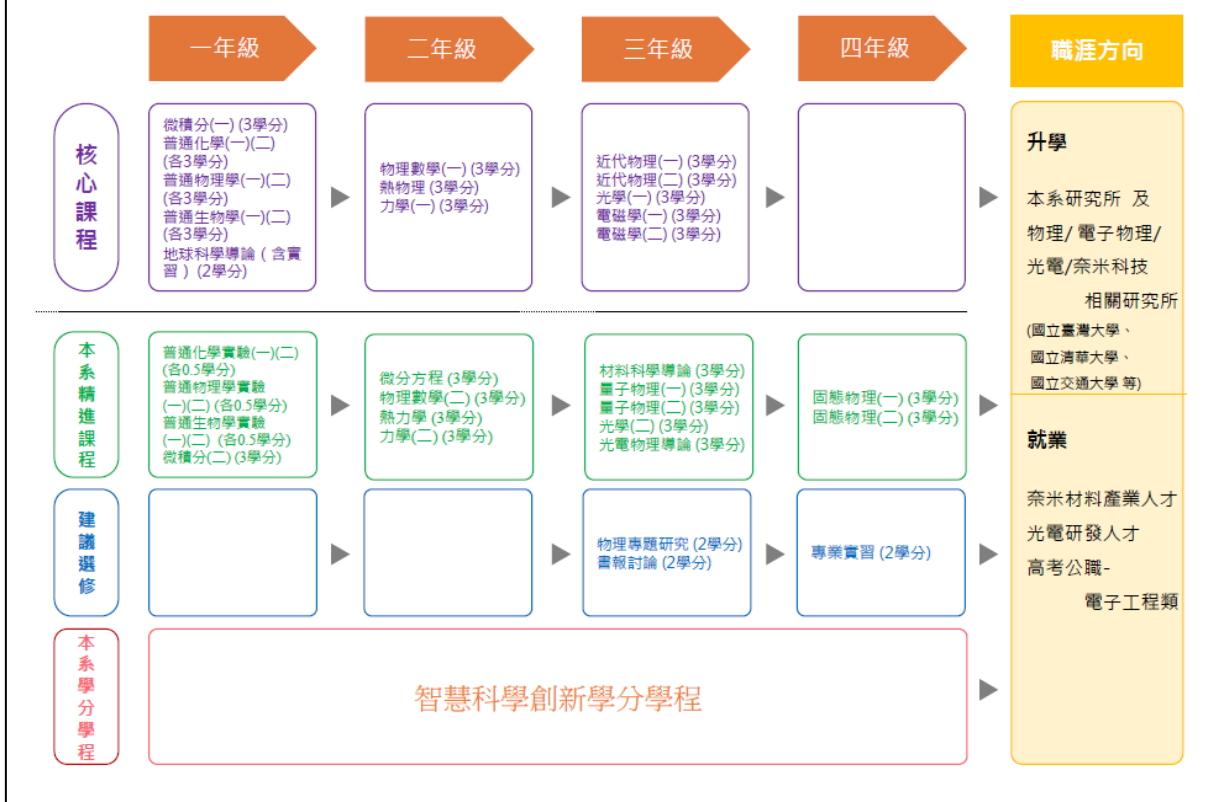 一年級
二年級
三年級
四年級
職涯方向
核心課程
微積分(一) (3學分)
普通化學(一)(二)
(各3學分)
普通物理學(一)(二)
(各3學分)
普通生物學(一)(二)
(各3學分)
地球科學導論（含實
習）(2學分)
物理數學(一) (3學分)
熱物理 (3學分)
力學(一) (3學分)
近代物理(一) (3學分)
近代物理(二) (3學分)
光學(一) (3學分)
電磁學(一) (3學分)
電磁學(二) (3學分)
本系精進課程
普通化學實驗(一)(二)
(各0.5學分)
普通物理學實驗
(一)(二) (各0.5學分)
普通生物學實驗
(一)(二) (各0.5學分)
微積分(二) (3學分)
微分方程 (3學分)
物理數學(二) (3學分)
熱力學 (3學分)
力學(二) (3學分)
材料科學導論 (3學分)
量子物理(一) (3學分)
量子物理(二) (3學分)
光學(二) (3學分)
光電物理導論 (3學分)
固態物理(一) (3學分)
固態物理(二) (3學分)
建議選修
物理專題研究 (2學分)
書報討論 (2學分)
專業實習 (2學分)
本系學分學程
智慧科學創新學分學程
升學
本系研究所 及
物理/ 電子物理/
光電/奈米科技
相關研究所
(國立臺灣大學、
國立清華大學、
國立交通大學 等)
就業
奈米材料產業人才
光電研發人才
高考公職-
電子工程類